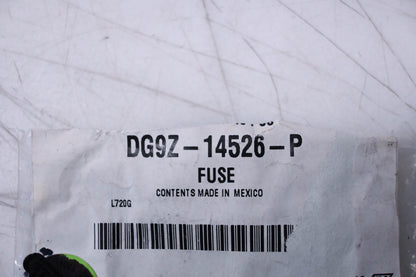 DG9Z-14526-P
FUSE
CONTENTS MADE IN MEXICO
L720G